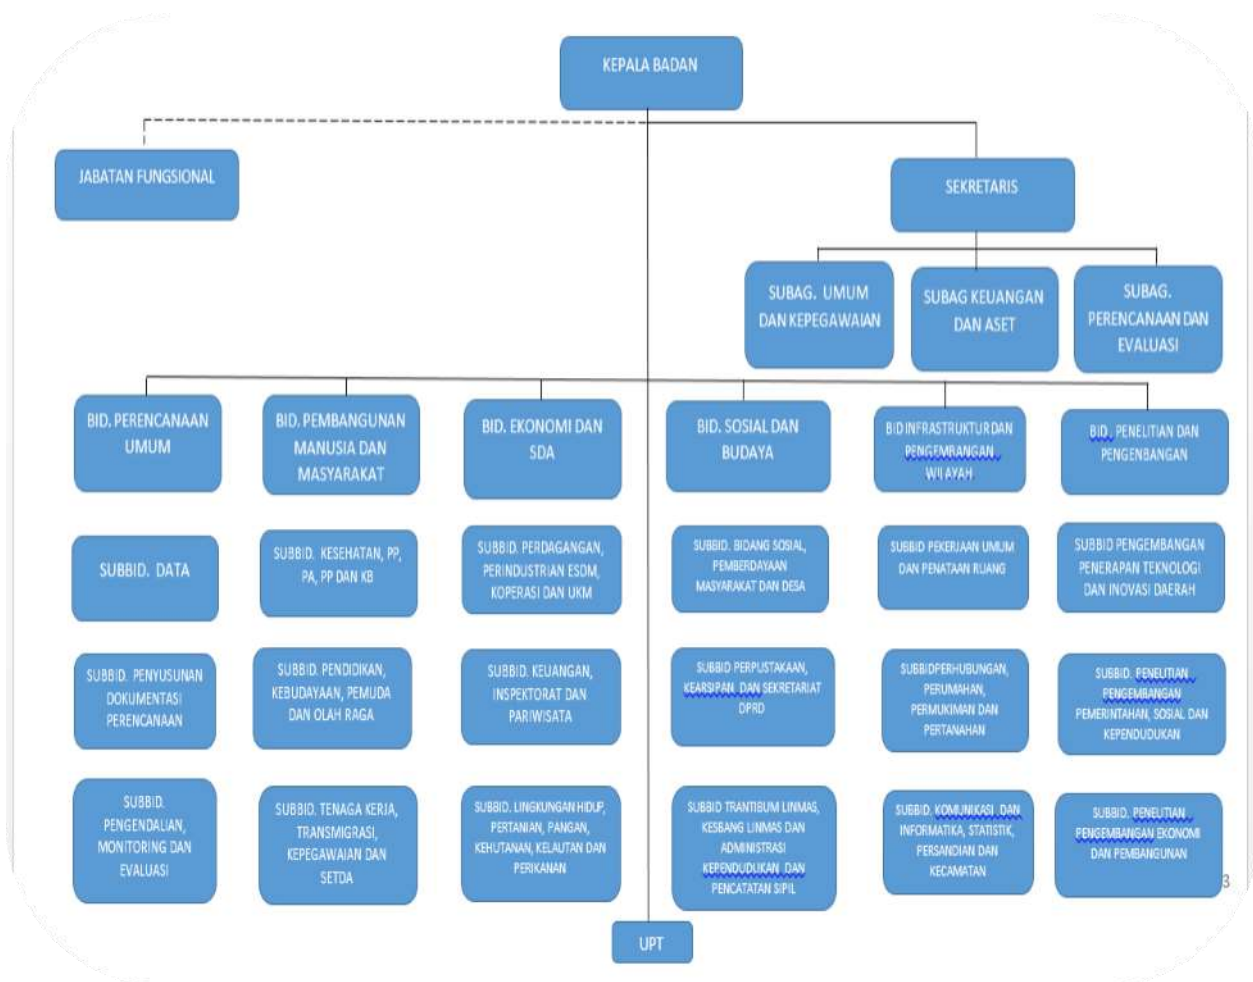 KEPALA BADAN
JABATAN FUNGSIONAL
SEKRETARIS
SUBAG. UMUM
DAN KEPEGAWAIAN
SUBAG KEUANGAN
DAN ASET
SUBAG.
PERENCANAAN DAN
EVALUASI
BID. PERENCANAAN
UMUM
BID. PEMBANGUNAN
MANUSIA DAN
MASYARAKAT
BID. EKONOMI DAN
SDA
BID. SOSIAL DAN
BUDAYA
BID INFRASTRUKTUR DAN
PENGEMBANGAN
WILAYAH
BID , PENELITIAN DAN
PENGENBANGAN
SUBBID. DATA
SUBBID. KESEHATAN, PP,
PA, PP DAN KB
SUBBID. PERDAGANGAN,
PERINDUSTRIAN ESDM,
KOPERASI DAN UKM
SUBBID. BIDANG SOSIAL,
PEMBERDAYAAN
MASYARAKAT DAN DESA
SUBBID PEKERJAAN UMUM
DAN PENATAAN RUANG
SUBBID PENGEMBANGAN
PENERAPAN TEKNOLOGI
DAN INOVASI DAERAH
SUBBID. PENYUSUNAN
DOKUMENTASI
PERENCANAAN
SUBBID. PENDIDIKAN,
KEBUDAYAAN, PEMUDA
DAN OLAH RAGA
SUBBID. KEUANGAN,
INSPEKTORAT DAN
PARIWISATA
SUBBID PERPUSTAKAAN,
KEARSIPAN DAN SEKRETARIAT
DPRD
SUBBIDPERHUBUNGAN,
PERUMAHAN,
PERMUKIMAN DAN
PERTANAHAN
SUBBID. PENELITIAN
PENGEMBANGAN
PEMERINTAHAN, SOSIAL DAN
KEPENDUDUKAN
SUBBID.
PENGENDALIAN,
MONITORING DAN
EVALUASI
SUBBID. TENAGA KERJA,
TRANSMIGRASI,
KEPEGAWAIAN DAN
SETDA
SUBBID. LINGKUNGAN HIDUP,
PERTANIAN, PANGAN,
KEHUTANAN, KELAUTAN DAN
PERIKANAN
SUBBID TRANTIBUM LINMAS,
KESBANG LINMAS DAN
ADMINISTRASI
KEPENDUDUKAN DAN
PENCATATAN SIPIL
SUBBID. KOMUNIKASI DAN
INFORMATIKA, STATISTIK,
PERSANDIAN DAN
KECAMATAN
SUBBID. PENELITIAN
PENGEMBANGAN EKONOMI
DAN PEMBANGUNAN
3
UPT